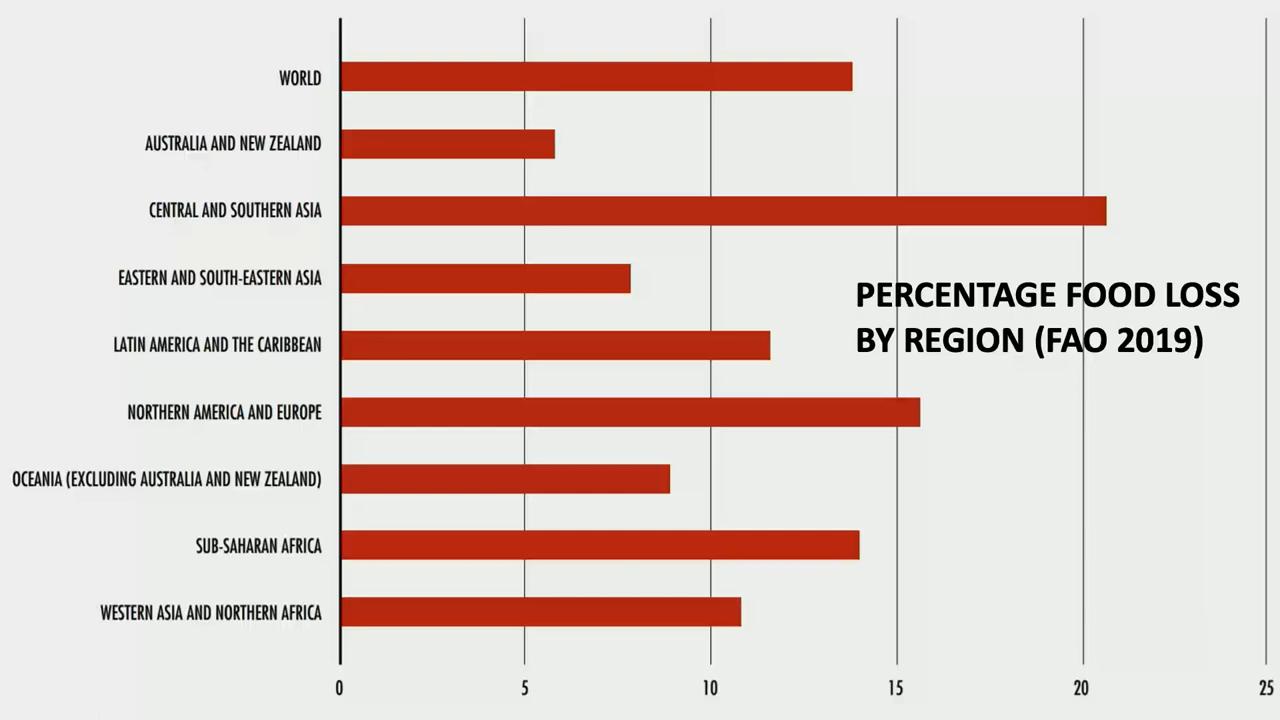 WORLD
AUSTRALIA AND NEW ZEALAND
CENTRAL AND SOUTHERN ASIA
EASTERN AND SOUTH-EASTERN ASIA
PERCENTAGE FOOD LOSS
BY REGION (FAO 2019)
LATIN AMERICA AND THE CARIBBEAN
NORTHERN AMERICA AND EUROPE
OCEANIA (EXCLUDING AUSTRALIA AND NEW ZEALAND)
SUB-SAHARAN AFRICA
WESTERN ASIA AND NORTHERN AFRICA
0 5 10 15 20 25